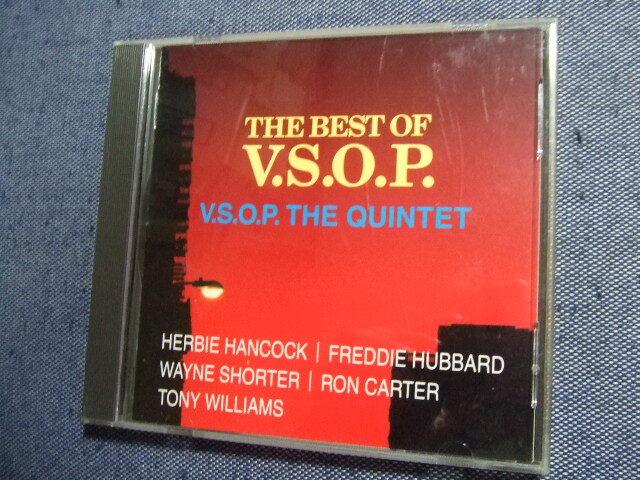 THE BEST OF
V.S.O.P.
V.S.O.P. THE QUINTET
HERBIE HANCOCK | FREDDIE HUBBARD
WAYNE SHORTER | RON CARTER
TONY WILLIAMS